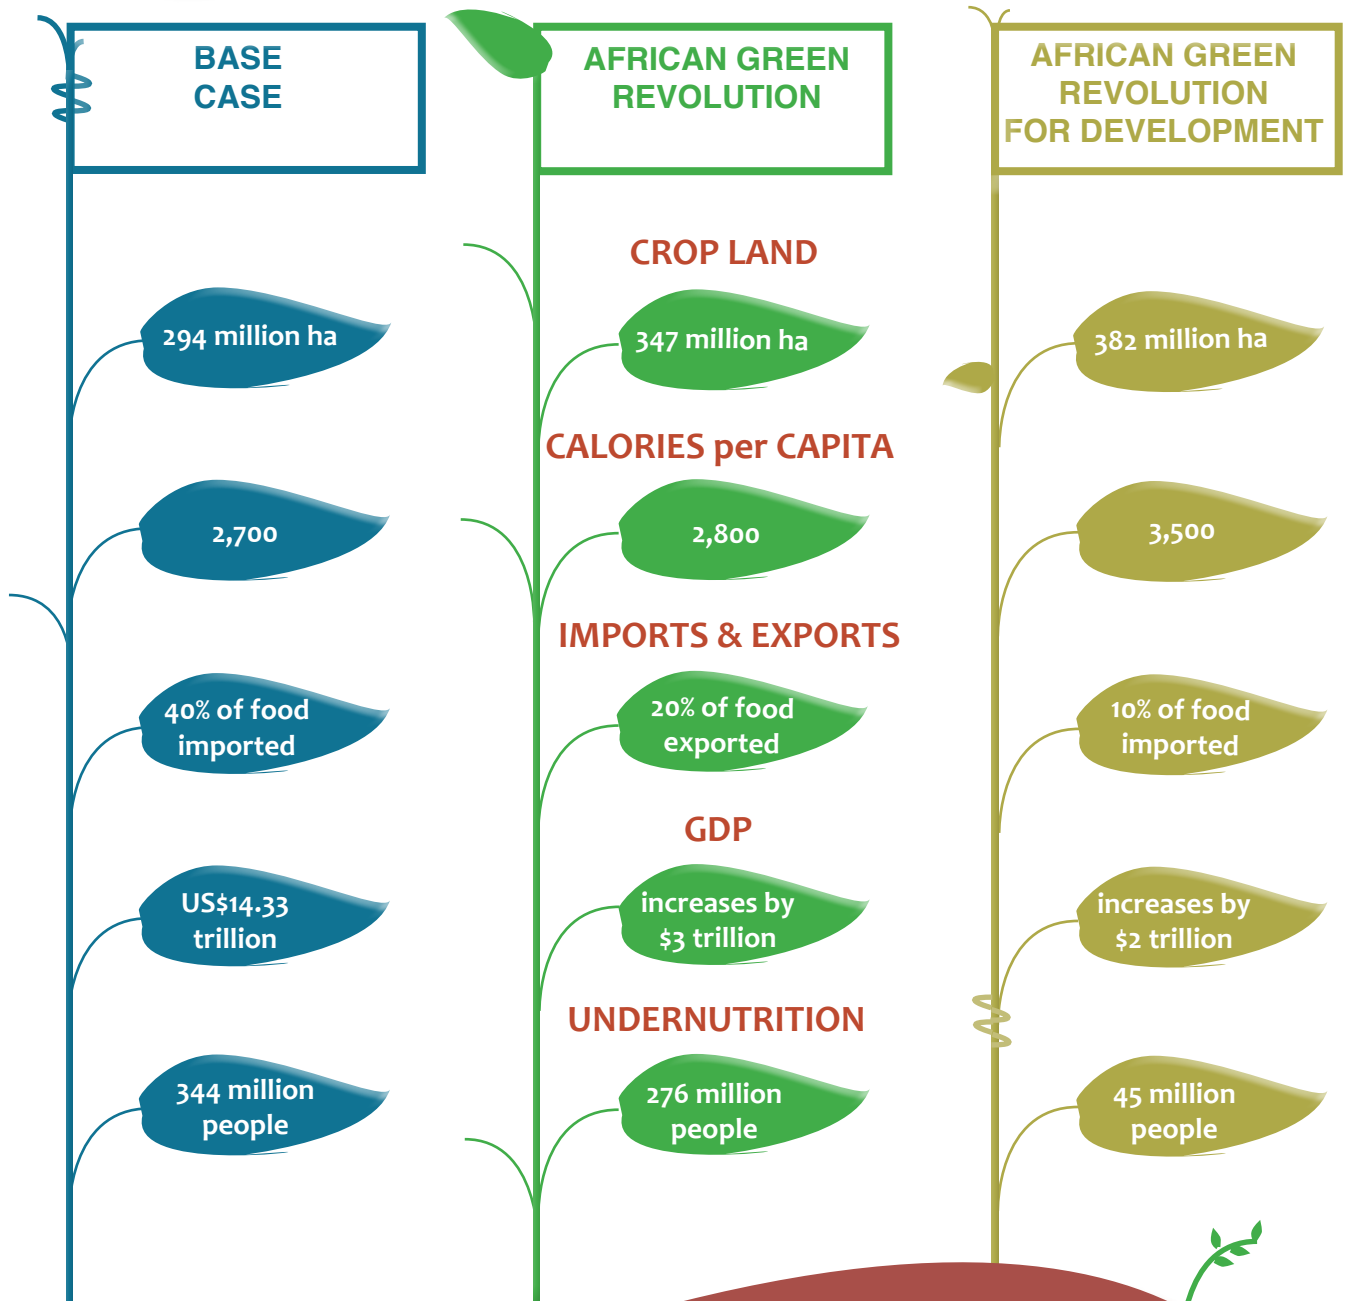 BASE
CASE
AFRICAN GREEN
REVOLUTION
AFRICAN GREEN
REVOLUTION
FOR DEVELOPMENT
CROP LAND
294 million ha
347 million ha
382 million ha
CALORIES per CAPITA
2,700
2,800
3,500
IMPORTS & EXPORTS
40% of food
imported
20% of food
exported
10% of food
imported
GDP
US$14.33
trillion
increases by
$3 trillion
increases by
$2 trillion
UNDERNUTRITION
344 million
people
276 million
people
45 million
people